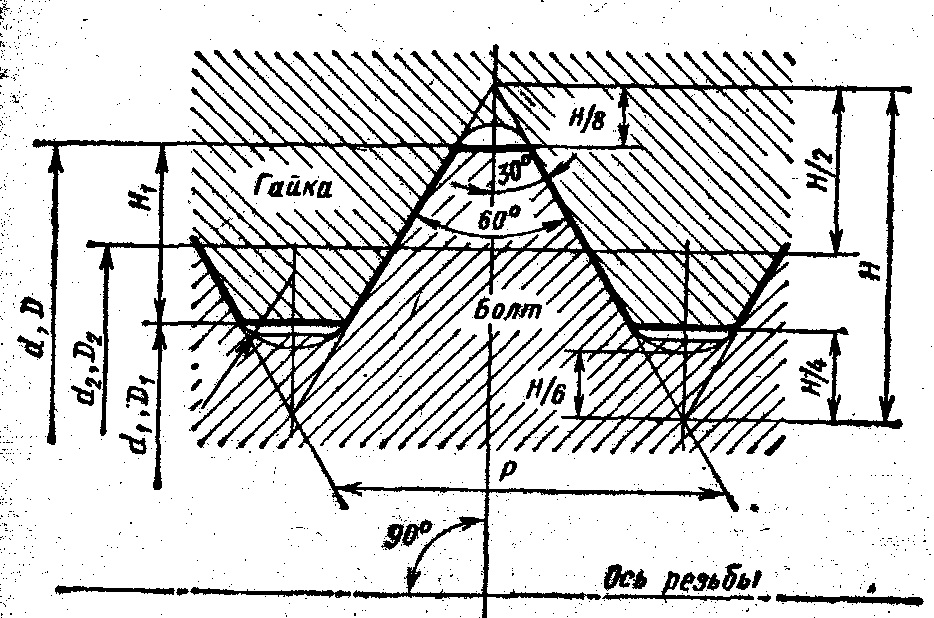 H/8
30°
Гайка
H₁
60°
H/2
H
d, D
d₂, D₂
d₁, D₁
Болт
H/6
H/4
P
90°
Ось резьбы